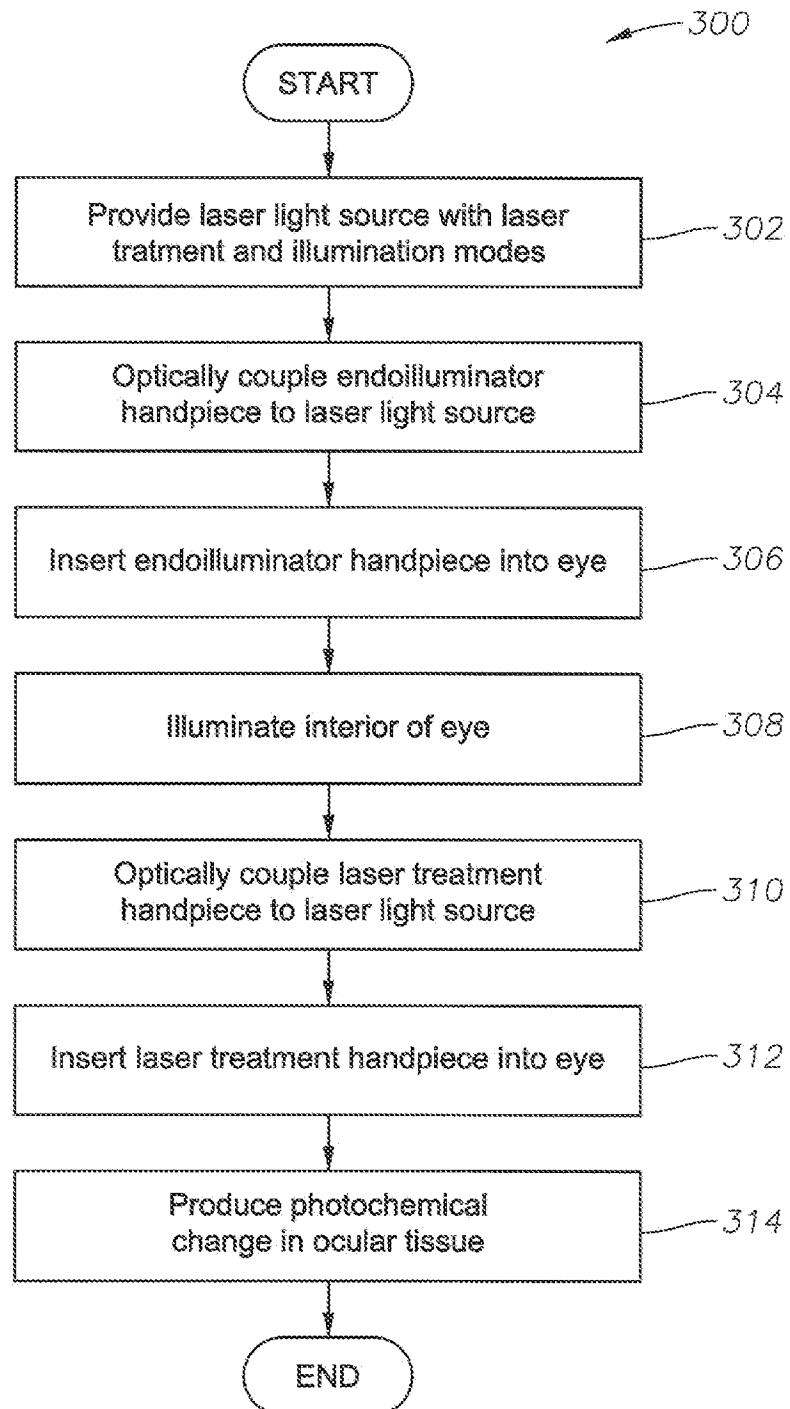 300
START
Provide laser light source with laser
tratment and illumination modes
302
Optically couple endoilluminator
handpiece to laser light source
304
Insert endoilluminator handpiece into eye
306
Illuminate interior of eye
308
Optically couple laser treatment
handpiece to laser light source
310
Insert laser treatment handpiece into eye
312
Produce photochemical
change in ocular tissue
314
END